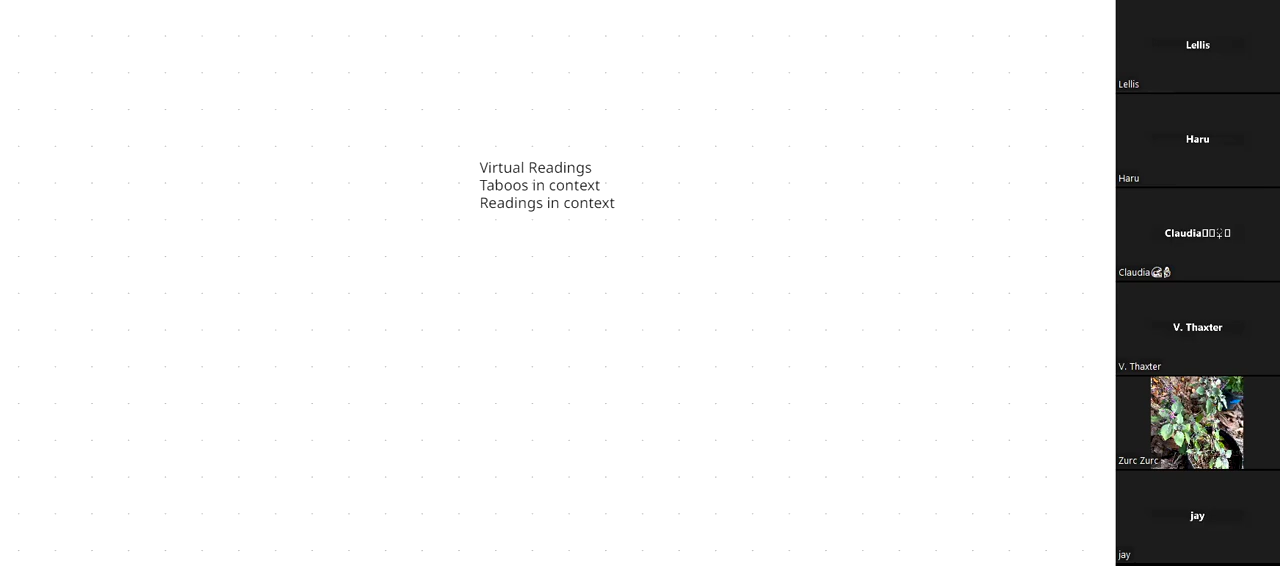 Virtual Readings
Taboos in context
Readings in context
Lellis
Lellis
Haru
Haru
Claudia
Claudia
V. Thaxter
V. Thaxter
Zurc Zurc
jay
jay